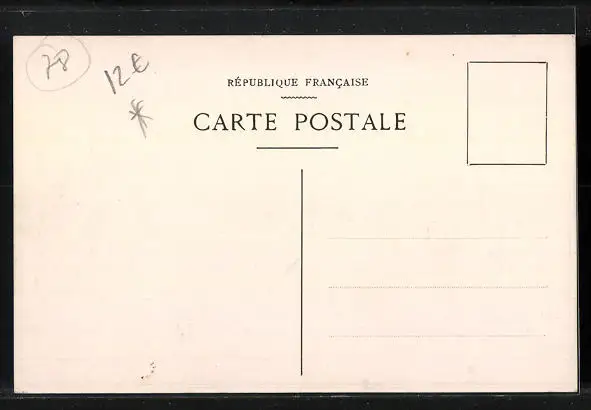 78
12€
*
RÉPUBLIQUE FRANÇAISE
CARTE POSTALE